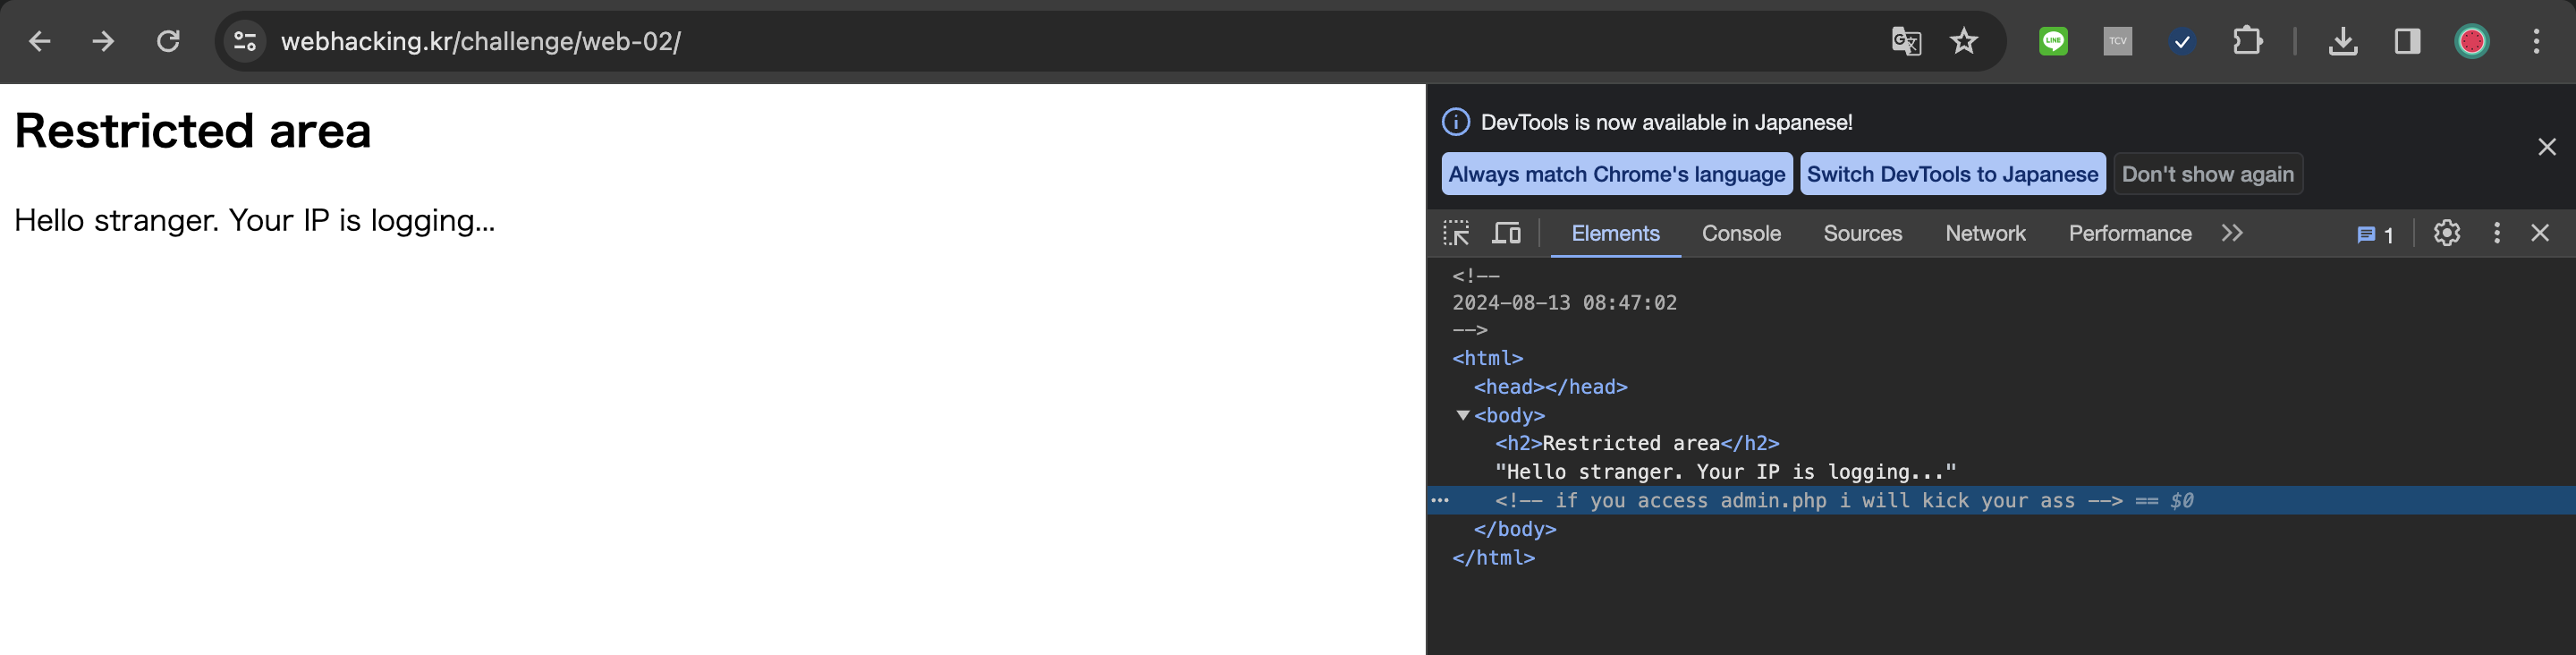 webhacking.kr/challenge/web-02/
LINE
TCV
Restricted area
Hello stranger. Your IP is logging...
DevTools is now available in Japanese!
Always match Chrome's language Switch DevTools to Japanese Don't show again
Elements Console Sources Network Performance 1
<!--
2024-08-13 08:47:02
-->
<html>
<head></head>
<body>
<h2>Restricted area</h2>
"Hello stranger. Your IP is logging..."
<!-- if you access admin.php i will kick your ass --> == $0
</body>
</html>